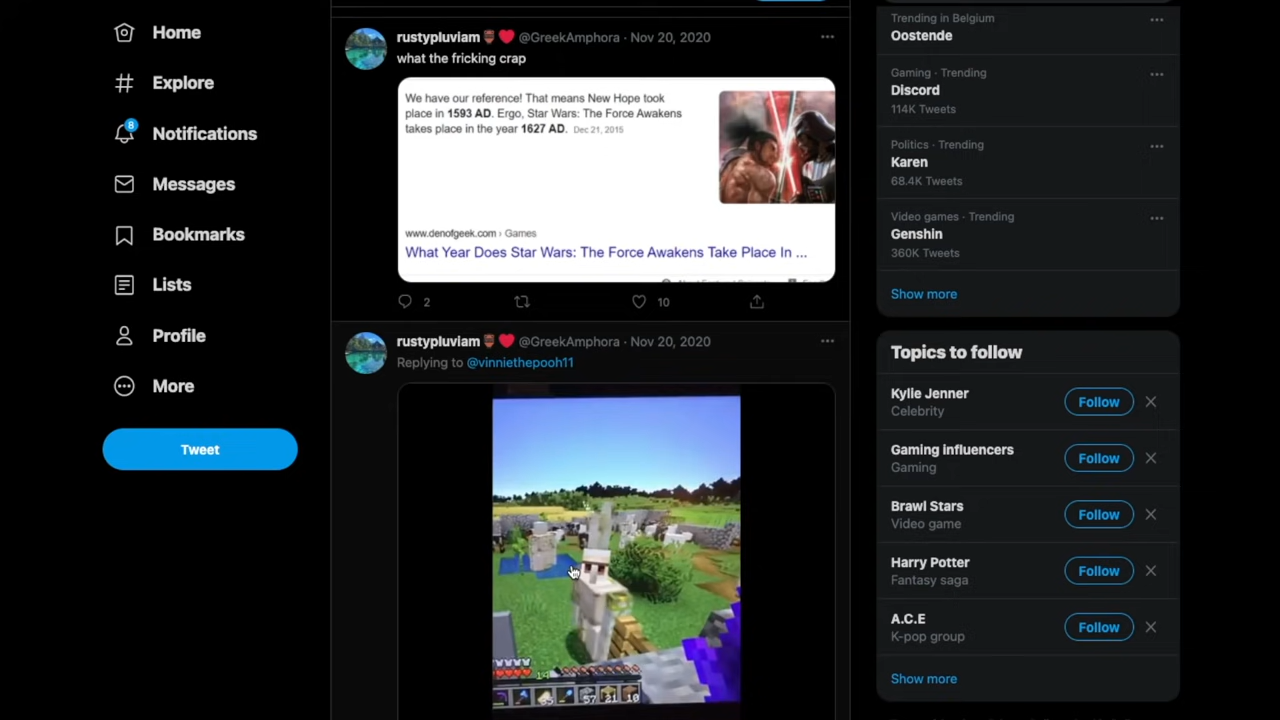 Home
Explore
8
Notifications
Messages
Bookmarks
Lists
Profile
More
Tweet
rustypluviam @GreekAmphora · Nov 20, 2020
what the fricking crap
We have our reference! That means New Hope took
place in 1593 AD. Ergo, Star Wars: The Force Awakens
takes place in the year 1627 AD. Dec 21, 2015
www.denofgeek.com › Games
What Year Does Star Wars: The Force Awakens Take Place In ...
2
10
rustypluviam @GreekAmphora · Nov 20, 2020
Replying to @vinniethepooh11
14
57 21 10
Trending in Belgium
Oostende
Gaming · Trending
Discord
114K Tweets
Politics · Trending
Karen
68.4K Tweets
Video games · Trending
Genshin
360K Tweets
Show more
Topics to follow
Kylie Jenner
Celebrity
Follow
Gaming influencers
Gaming
Follow
Brawl Stars
Video game
Follow
Harry Potter
Fantasy saga
Follow
A.C.E
K-pop group
Follow
Show more